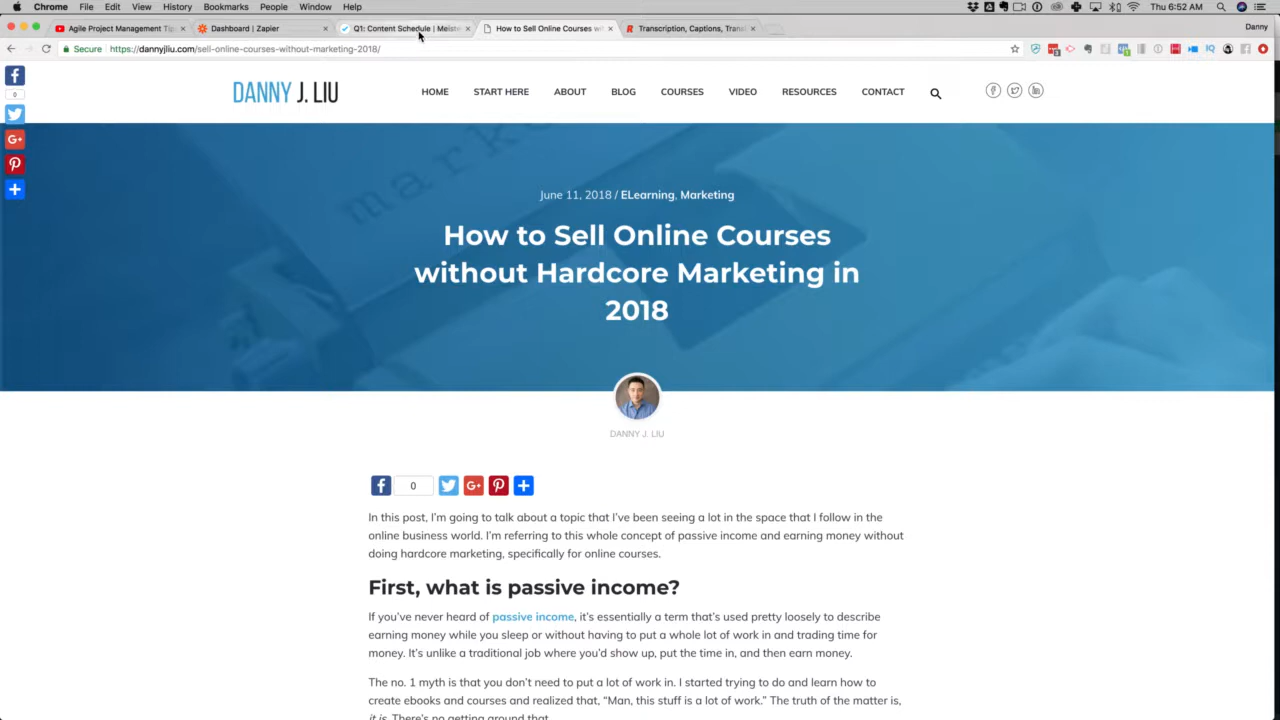 Chrome File Edit View History Bookmarks People Window Help
Thu 6:52 AM
Agile Project Management Ti
Dashboard | Zapier
Q1: Content Schedule | Meiste
How to Sell Online Courses wi
Transcription, Captions, Trans
Danny
Secure https://dannyjliu.com/sell-online-courses-without-marketing-2018/
DANNY J. LIU
HOME START HERE ABOUT BLOG COURSES VIDEO RESOURCES CONTACT
0
June 11, 2018 / ELearning, Marketing
How to Sell Online Courses
without Hardcore Marketing in
2018
DANNY J. LIU
0
In this post, I'm going to talk about a topic that I've been seeing a lot in the space that I follow in the
online business world. I'm referring to this whole concept of passive income and earning money without
doing hardcore marketing, specifically for online courses.
First, what is passive income?
If you've never heard of passive income, it's essentially a term that's used pretty loosely to describe
earning money while you sleep or without having to put a whole lot of work in and trading time for
money. It's unlike a traditional job where you'd show up, put the time in, and then earn money.
The no. 1 myth is that you don't need to put a lot of work in. I started trying to do and learn how to
create ebooks and courses and realized that, “Man, this stuff is a lot of work.” The truth of the matter is,
it is. There's no getting around that.